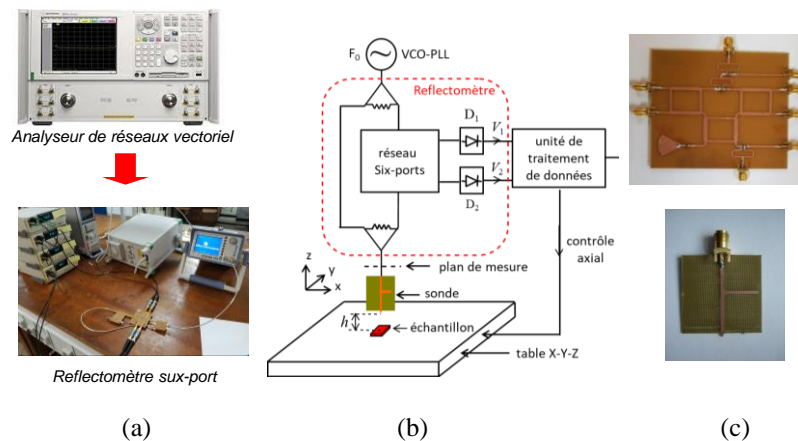 Analyseur de réseaux vectoriel
Reflectomètre sux-port
F₀
VCO-PLL
Reflectomètre
D₁
V₁
réseau
Six-ports
V₂
D₂
unité de
traitement
de données
contrôle
axial
plan de mesure
z
y
x
sonde
h
échantillon
table X-Y-Z
(a)
(b)
(c)